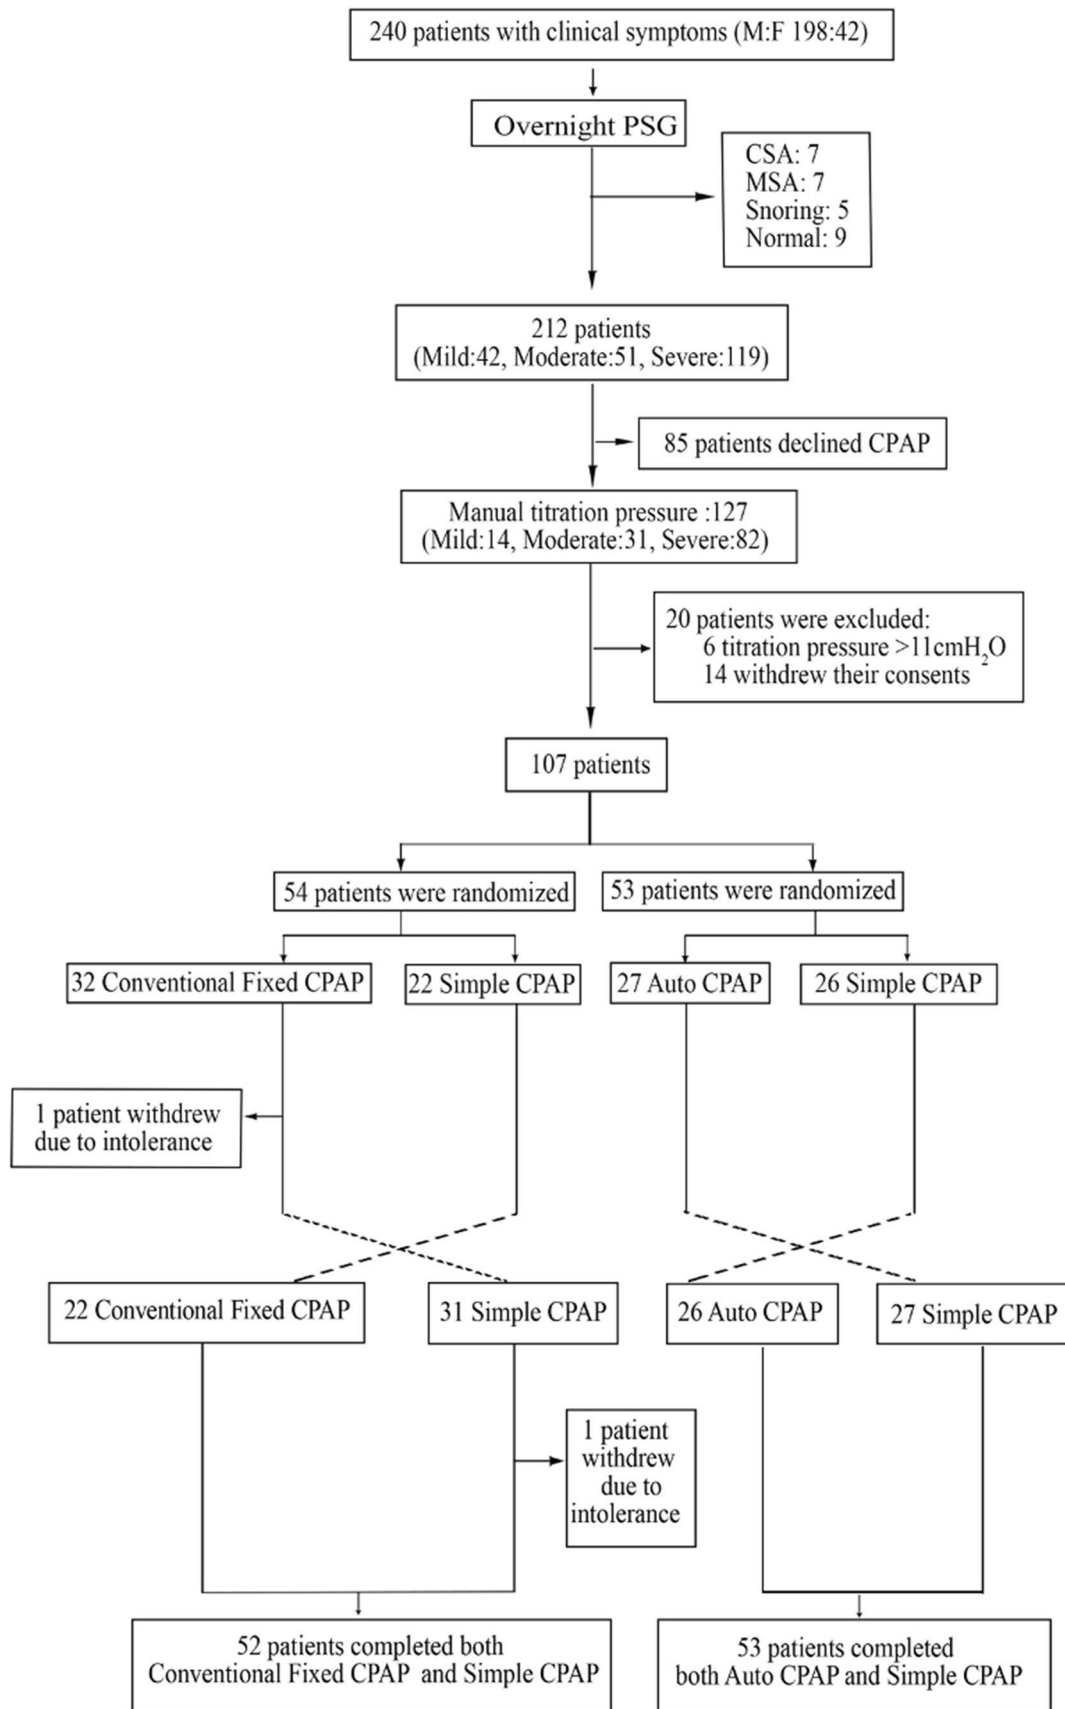 240 patients with clinical symptoms (M:F 198:42)
Overnight PSG
CSA: 7
MSA: 7
Snoring: 5
Normal: 9
212 patients
(Mild:42, Moderate:51, Severe:119)
85 patients declined CPAP
Manual titration pressure :127
(Mild:14, Moderate:31, Severe:82)
20 patients were excluded:
6 titration pressure >11cmH₂O
14 withdrew their consents
107 patients
54 patients were randomized
53 patients were randomized
32 Conventional Fixed CPAP
22 Simple CPAP
27 Auto CPAP
26 Simple CPAP
1 patient withdrew
due to intolerance
22 Conventional Fixed CPAP
31 Simple CPAP
26 Auto CPAP
27 Simple CPAP
1 patient
withdrew
due to
intolerance
52 patients completed both
Conventional Fixed CPAP and Simple CPAP
53 patients completed
both Auto CPAP and Simple CPAP